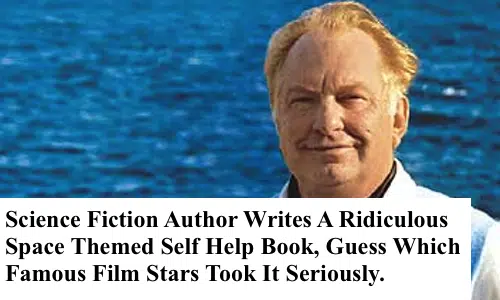 Science Fiction Author Writes A Ridiculous
Space Themed Self Help Book, Guess Which
Famous Film Stars Took It Seriously.